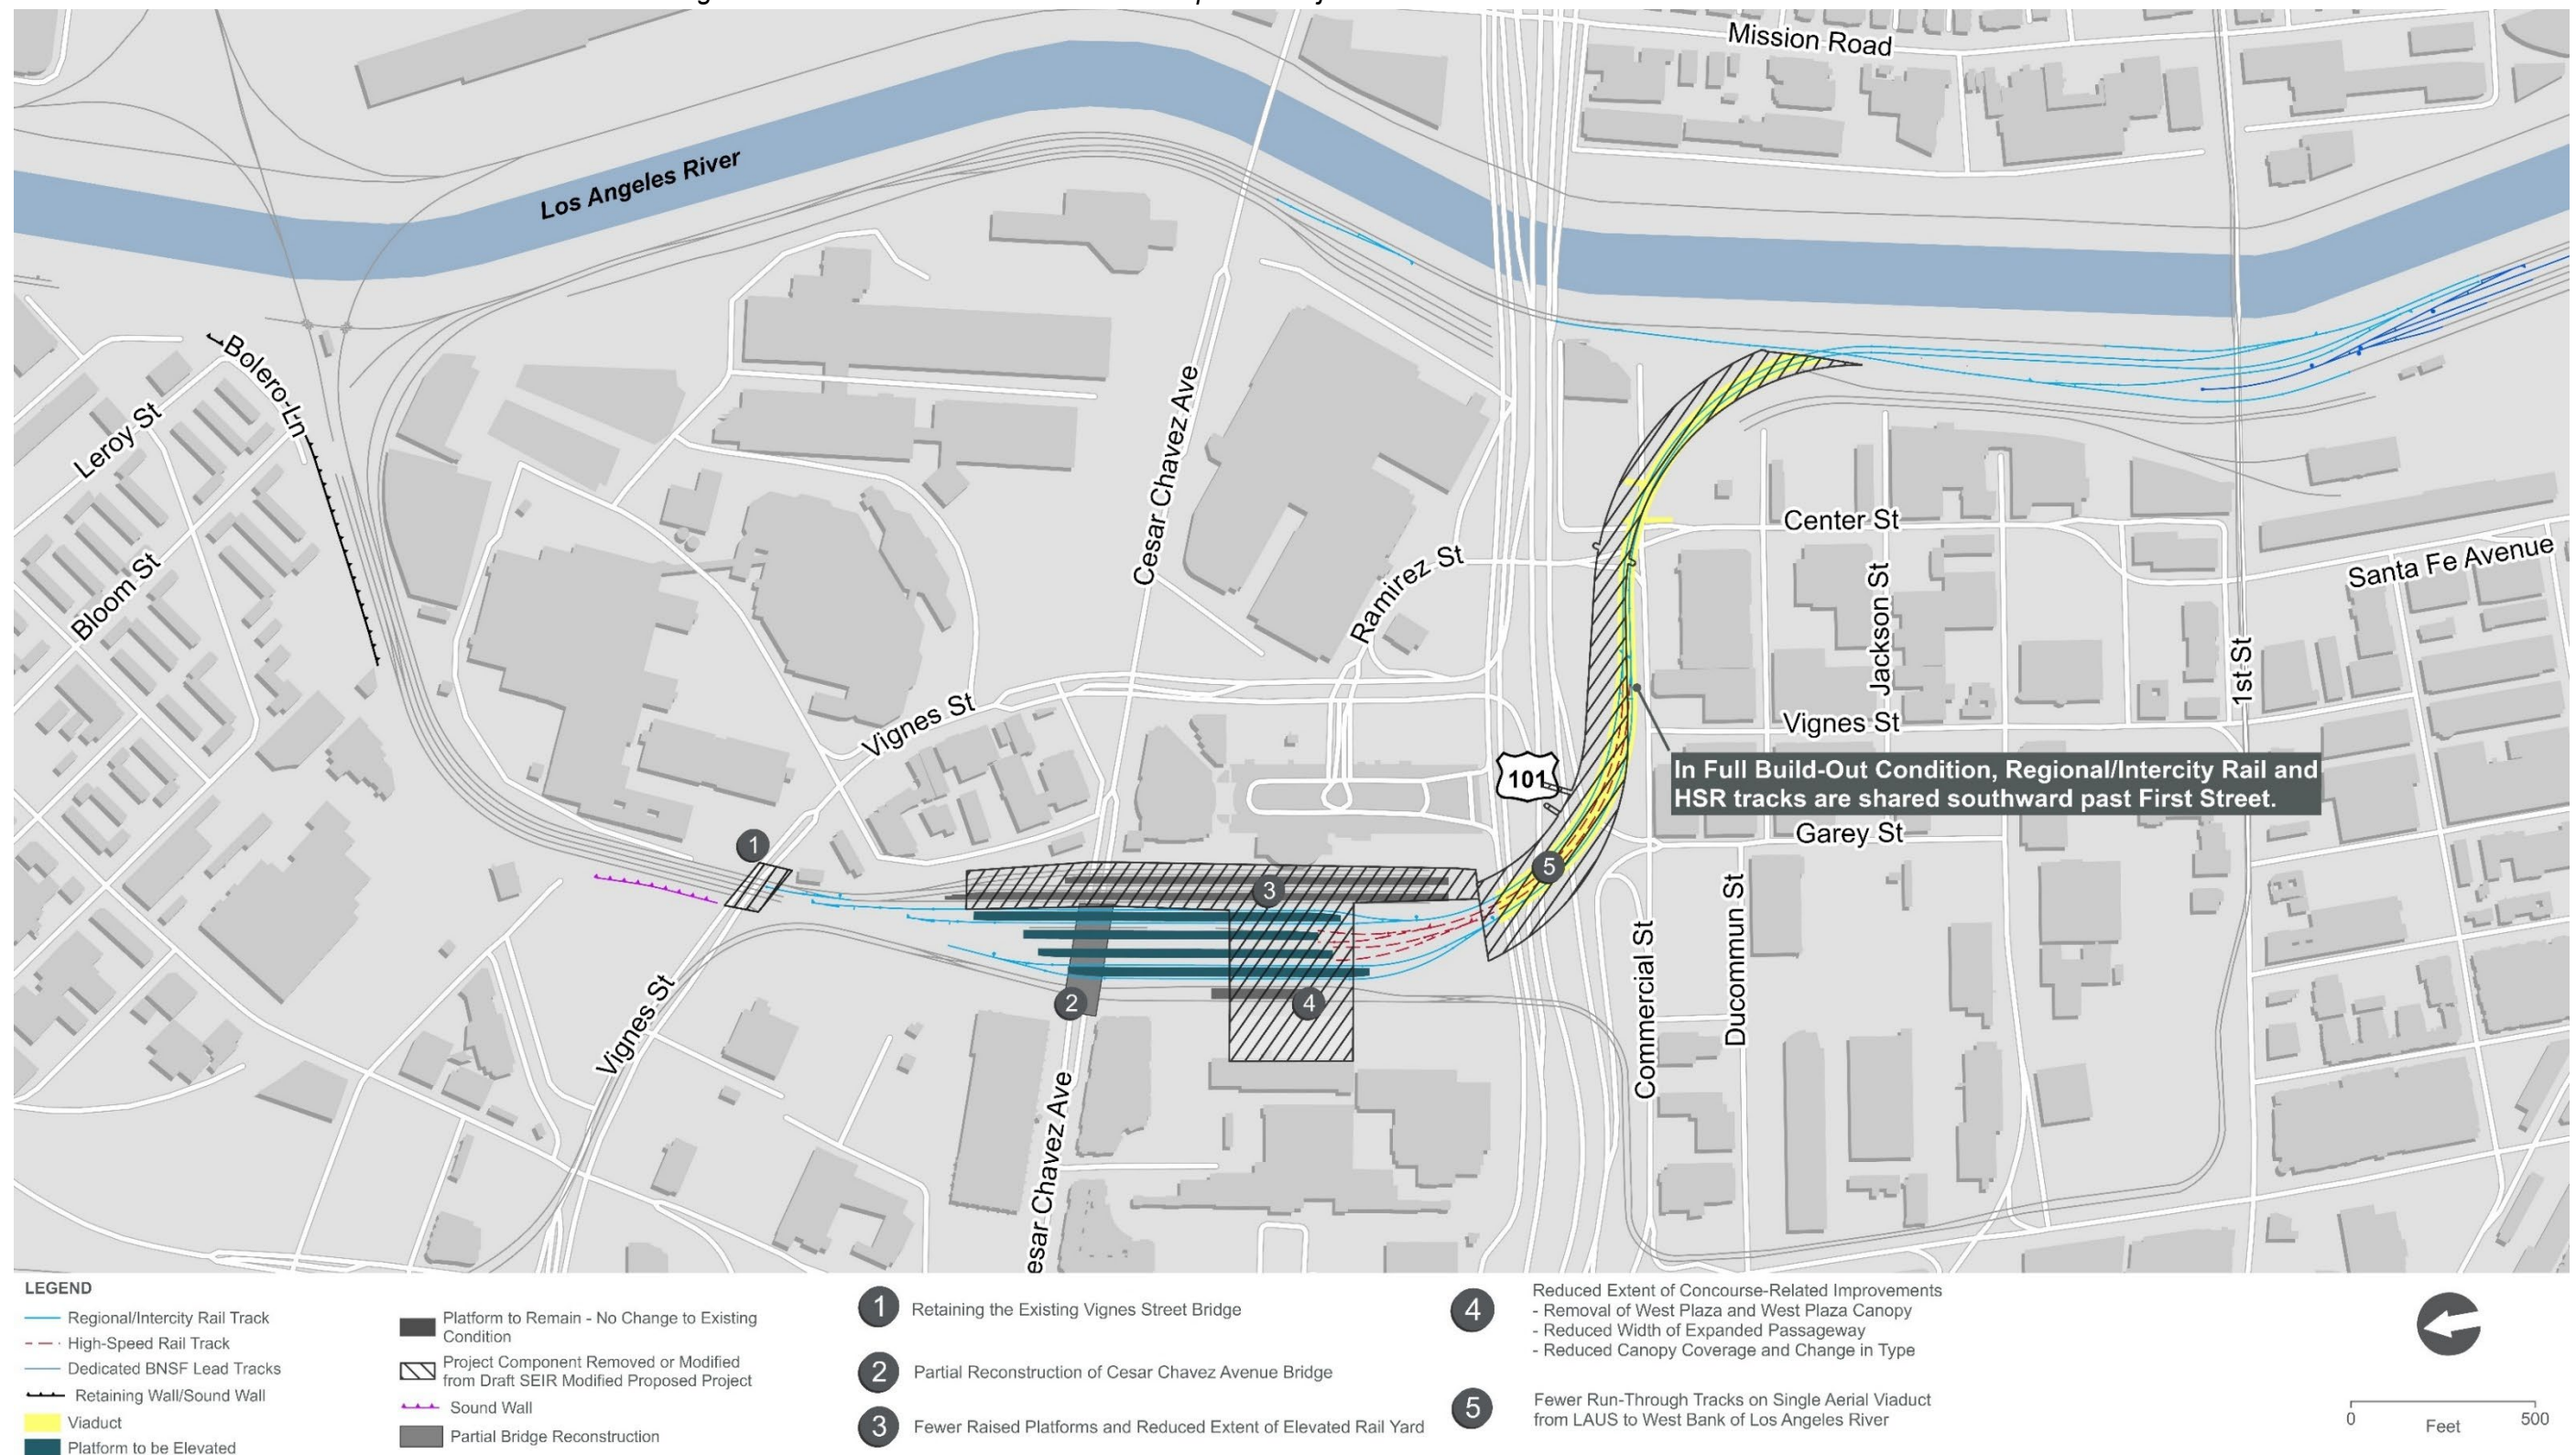 Mission Road
Los Angeles River
Bolero Ln
Leroy St
Bloom St
Cesar Chavez Ave
Ramirez St
Center St
Jackson St
Santa Fe Avenue
1st St
Vignes St
Vignes St
101
In Full Build-Out Condition, Regional/Intercity Rail and
HSR tracks are shared southward past First Street.
Garey St
1
3
5
2
4
Vignes St
Commercial St
Ducommun St
esar Chavez Ave
LEGEND
Regional/Intercity Rail Track
High-Speed Rail Track
Dedicated BNSF Lead Tracks
Retaining Wall/Sound Wall
Viaduct
Platform to be Elevated
Platform to Remain - No Change to Existing
Condition
Project Component Removed or Modified
from Draft SEIR Modified Proposed Project
Sound Wall
Partial Bridge Reconstruction
1 Retaining the Existing Vignes Street Bridge
2 Partial Reconstruction of Cesar Chavez Avenue Bridge
3 Fewer Raised Platforms and Reduced Extent of Elevated Rail Yard
4 Reduced Extent of Concourse-Related Improvements
- Removal of West Plaza and West Plaza Canopy
- Reduced Width of Expanded Passageway
- Reduced Canopy Coverage and Change in Type
5 Fewer Run-Through Tracks on Single Aerial Viaduct
from LAUS to West Bank of Los Angeles River
0 500
Feet